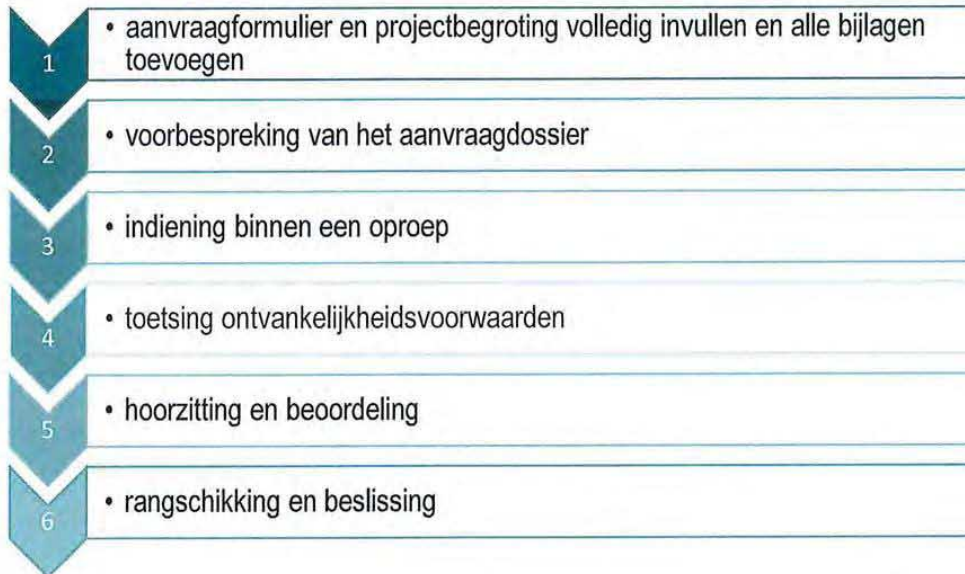 1
• aanvraagformulier en projectbegroting volledig invullen en alle bijlagen
toevoegen
2
• voorbespreking van het aanvraagdossier
3
• indiening binnen een oproep
4
• toetsing ontvankelijkheidsvoorwaarden
5
• hoorzitting en beoordeling
6
• rangschikking en beslissing